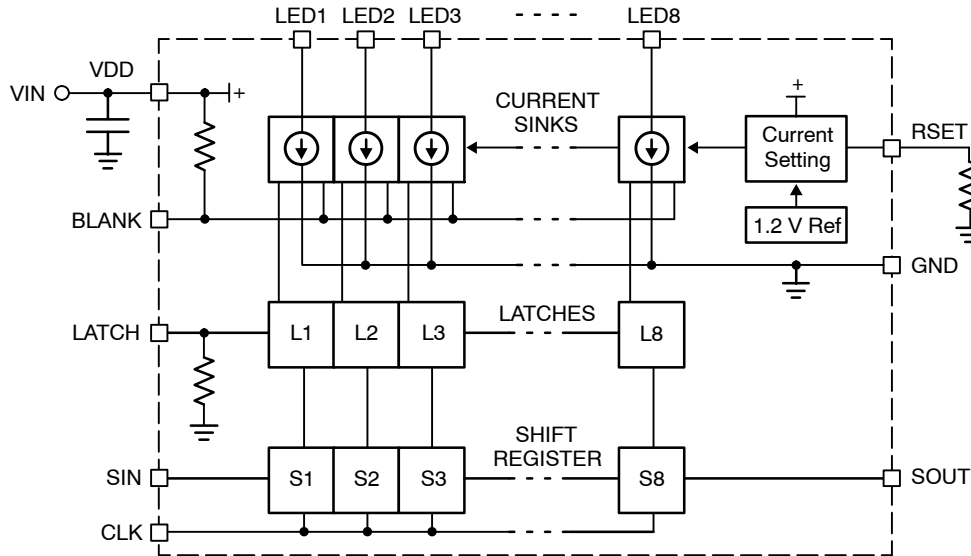 LED1 LED2 LED3 - - - - LED8
VDD
VIN
+
CURRENT
SINKS
+
Current
Setting
RSET
BLANK
1.2 V Ref
GND
LATCH
L1 L2 L3
LATCHES
L8
SHIFT
REGISTER
SIN
S1 S2 S3
S8
SOUT
CLK